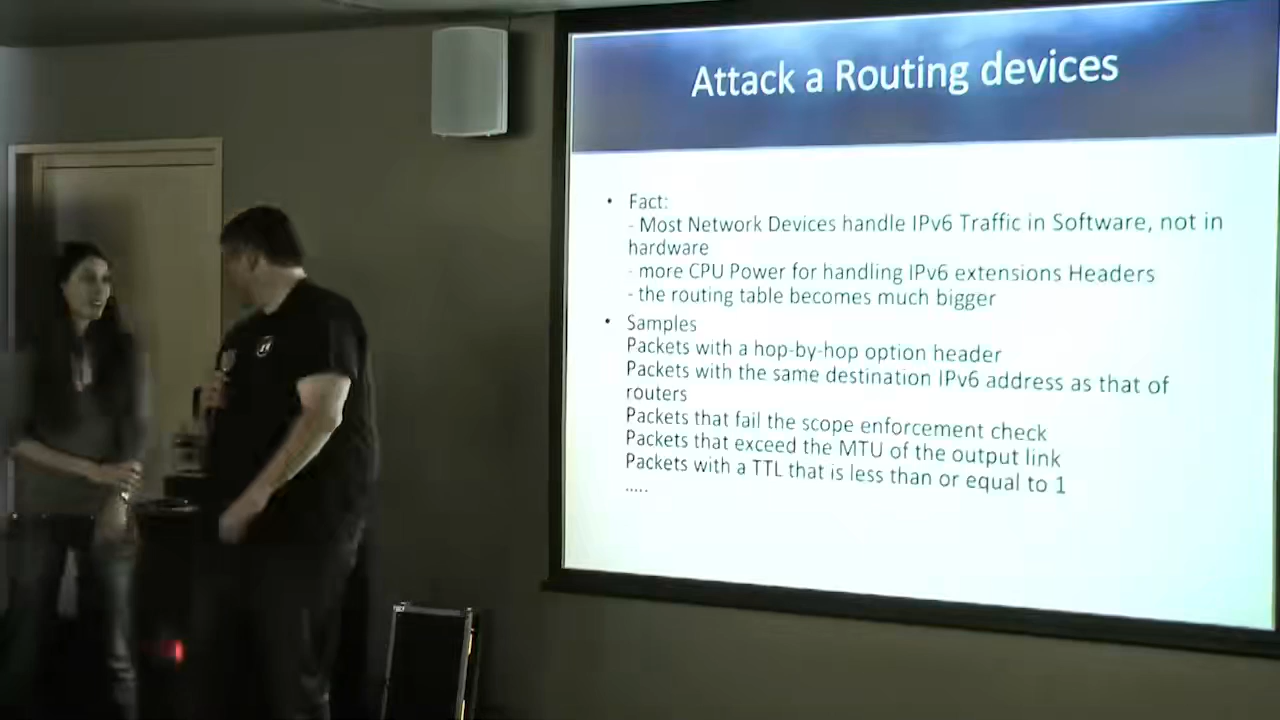 Attack a Routing devices
• Fact:
- Most Network Devices handle IPv6 Traffic in Software, not in
hardware
- more CPU Power for handling IPv6 extensions Headers
- the routing table becomes much bigger
• Samples
Packets with a hop-by-hop option header
Packets with the same destination IPv6 address as that of
routers
Packets that fail the scope enforcement check
Packets that exceed the MTU of the output link
Packets with a TTL that is less than or equal to 1
.....